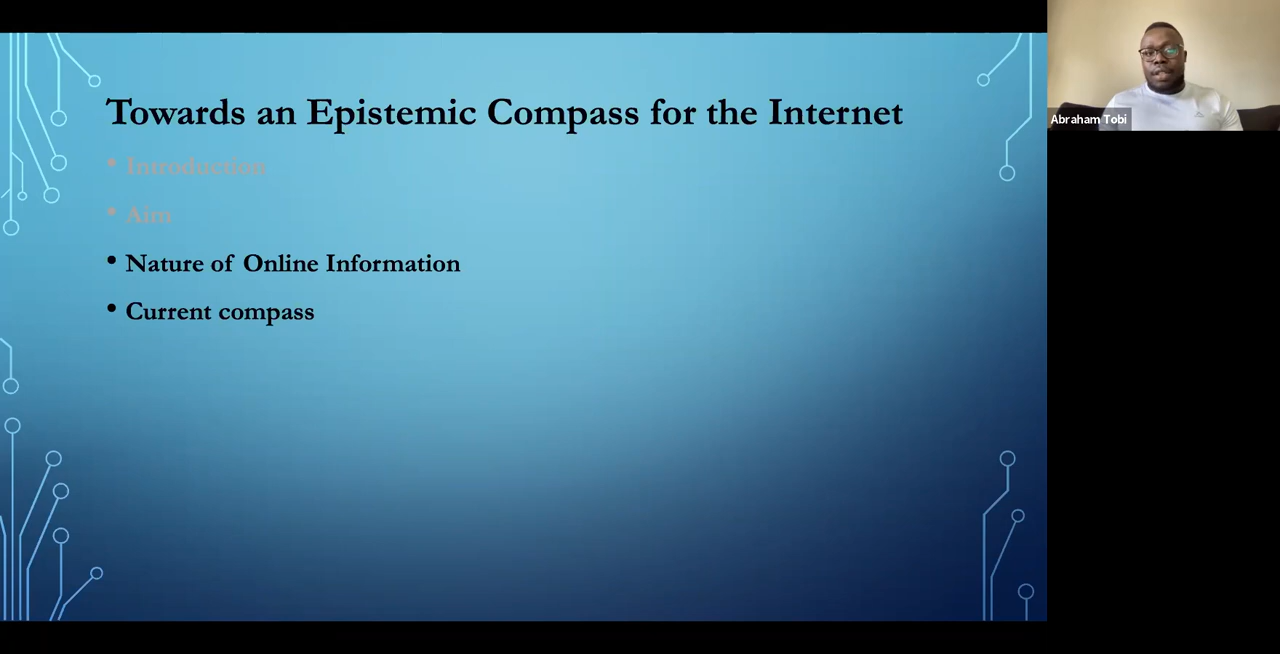 Towards an Epistemic Compass for the Internet
• Introduction
• Aim
• Nature of Online Information
• Current compass
Abraham Tobi